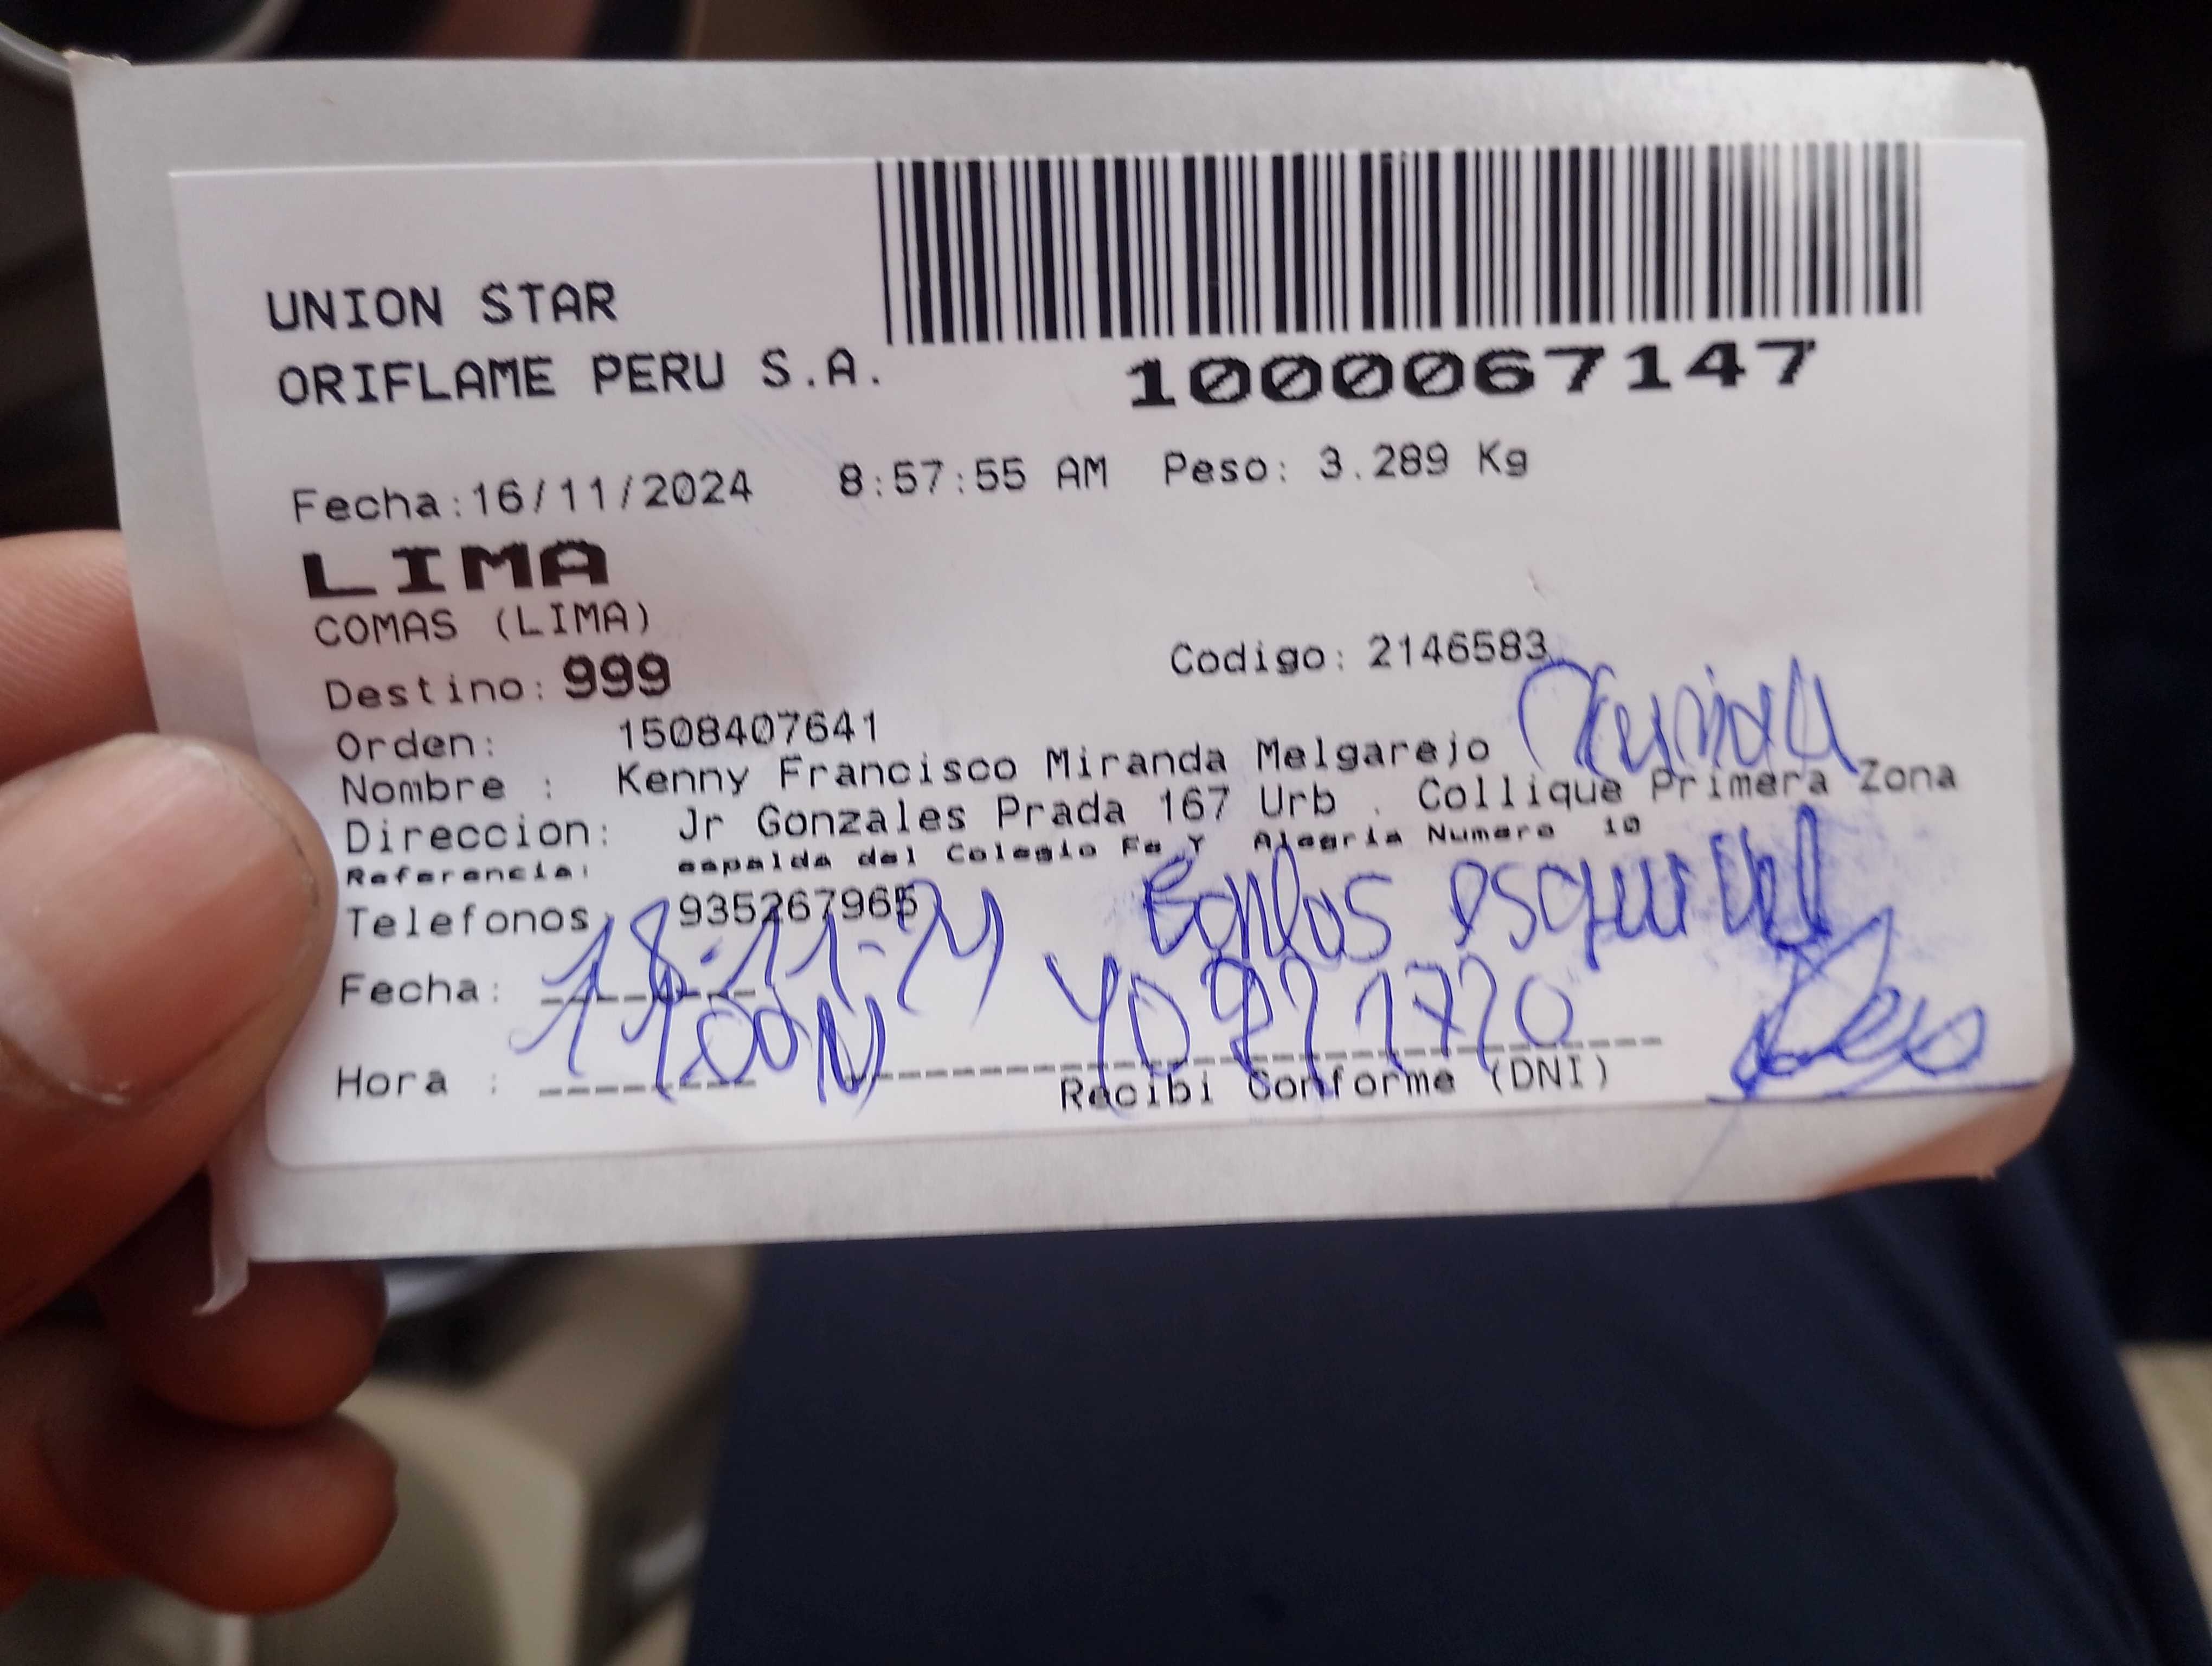 UNION STAR
ORIFLAME PERU S.A.
1000067147
Fecha:16/11/2024 8:57:55 AM Peso: 3.289 Kg
LIMA
COMAS (LIMA)
Destino: 999 Codigo: 2146583
Orden: 1508407641
Nombre : Kenny Francisco Miranda Melgarejo
Direccion: Jr Gonzales Prada 167 Urb . Collique Primera Zona
Referencia: espalda del Colegio Fe Y Alegria Numero 10
Telefonos 935267965
esquivel
Fecha: 18-11-24
Hora :
Recibi Conforme (DNI)